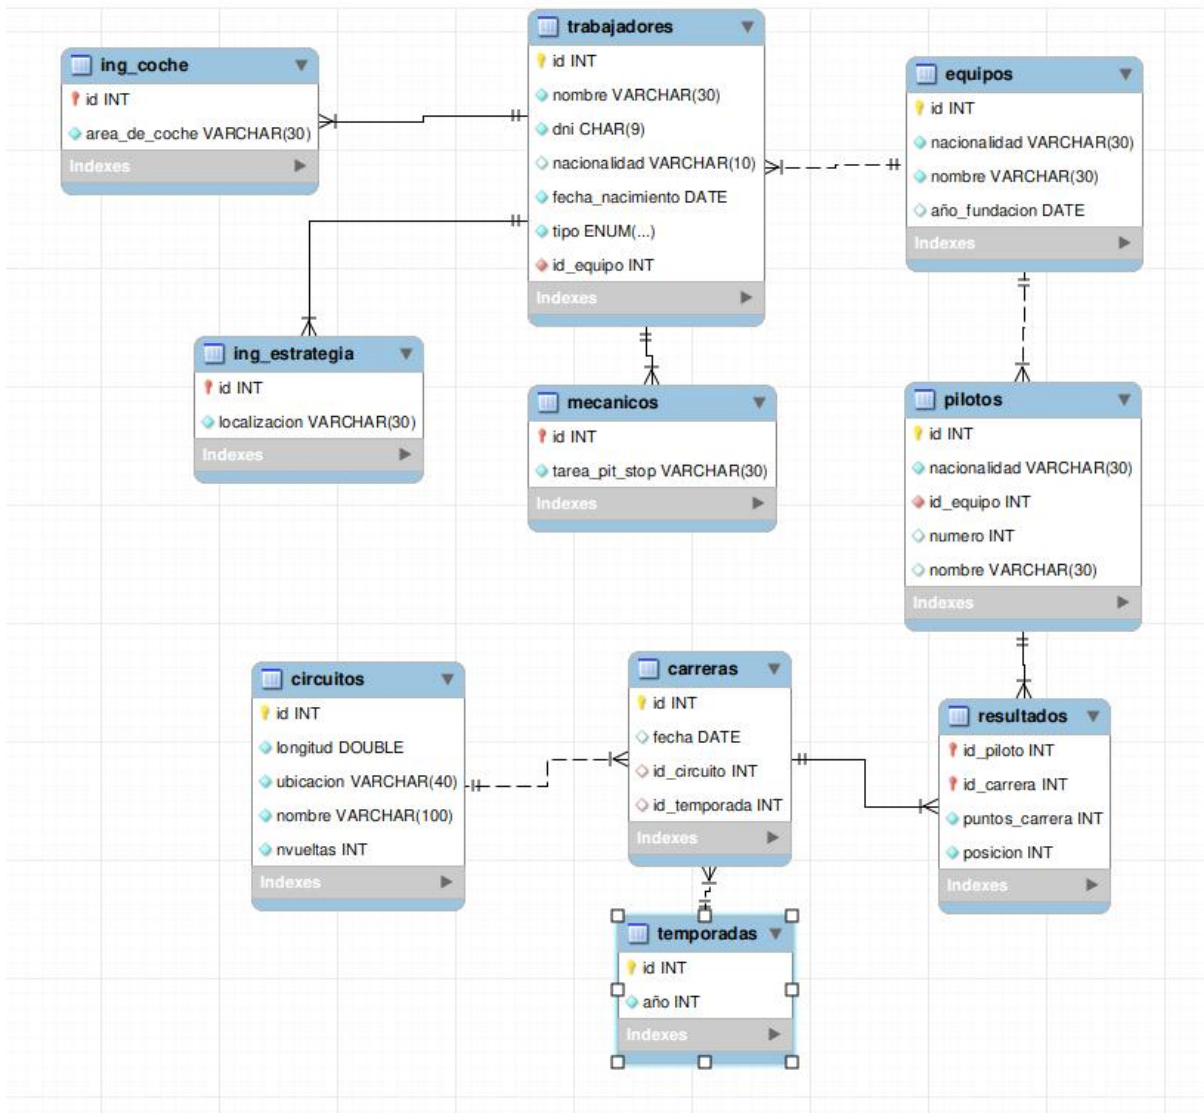 trabajadores
id INT
nombre VARCHAR(30)
dni CHAR(9)
nacionalidad VARCHAR(10)
fecha_nacimiento DATE
tipo ENUM(...)
id_equipo INT
Indexes
ing_coche
id INT
area_de_coche VARCHAR(30)
Indexes
equipos
id INT
nacionalidad VARCHAR(30)
nombre VARCHAR(30)
año_fundacion DATE
Indexes
ing_estrategia
id INT
localizacion VARCHAR(30)
Indexes
mecanicos
id INT
tarea_pit_stop VARCHAR(30)
Indexes
pilotos
id INT
nacionalidad VARCHAR(30)
id_equipo INT
numero INT
nombre VARCHAR(30)
Indexes
circuitos
id INT
longitud DOUBLE
ubicacion VARCHAR(40)
nombre VARCHAR(100)
nvueltas INT
Indexes
carreras
id INT
fecha DATE
id_circuito INT
id_temporada INT
Indexes
resultados
id_piloto INT
id_carrera INT
puntos_carrera INT
posicion INT
Indexes
temporadas
id INT
año INT
Indexes